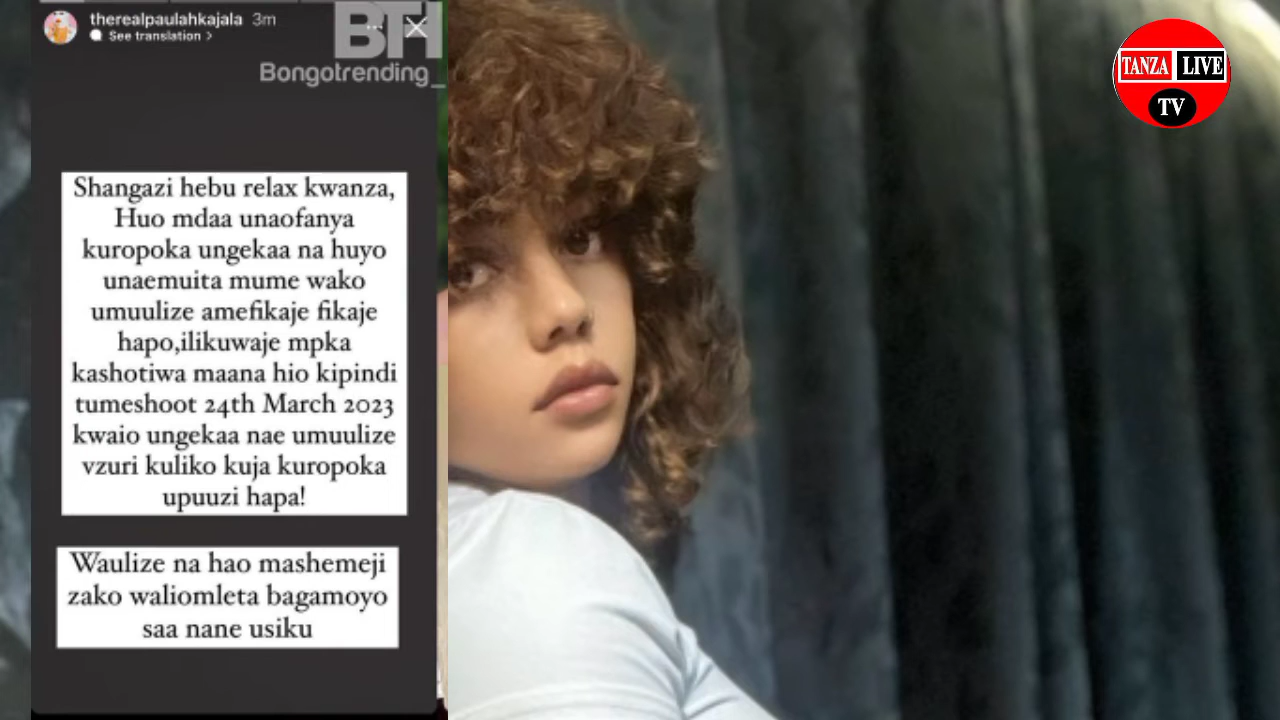 therealpaulahkajala 3m
See translation >
BTH
Bongotrending_
Shangazi hebu relax kwanza,
Huo mdaa unaofanya
kuropoka ungekaa na huyo
unaemuita mume wako
umuulize amefikaje fikaje
hapo,ilikuwaje mpka
kashotiwa maana hio kipindi
tumeshoot 24th March 2023
kwaio ungekaa nae umuulize
vzuri kuliko kuja kuropoka
upuuzi hapa!
Waulize na hao mashemeji
zako waliomleta bagamoyo
saa nane usiku
TANZA LIVE
TV